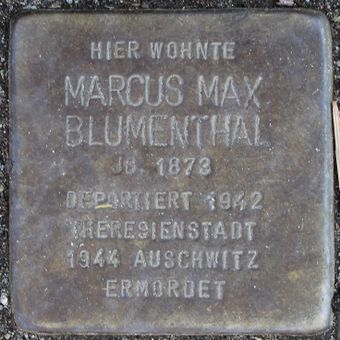 HIER WOHNTE
MARCUS MAX
BLUMENTHAL
JG. 1873
DEPORTIERT 1942
THERESIENSTADT
1944 AUSCHWITZ
ERMORDET